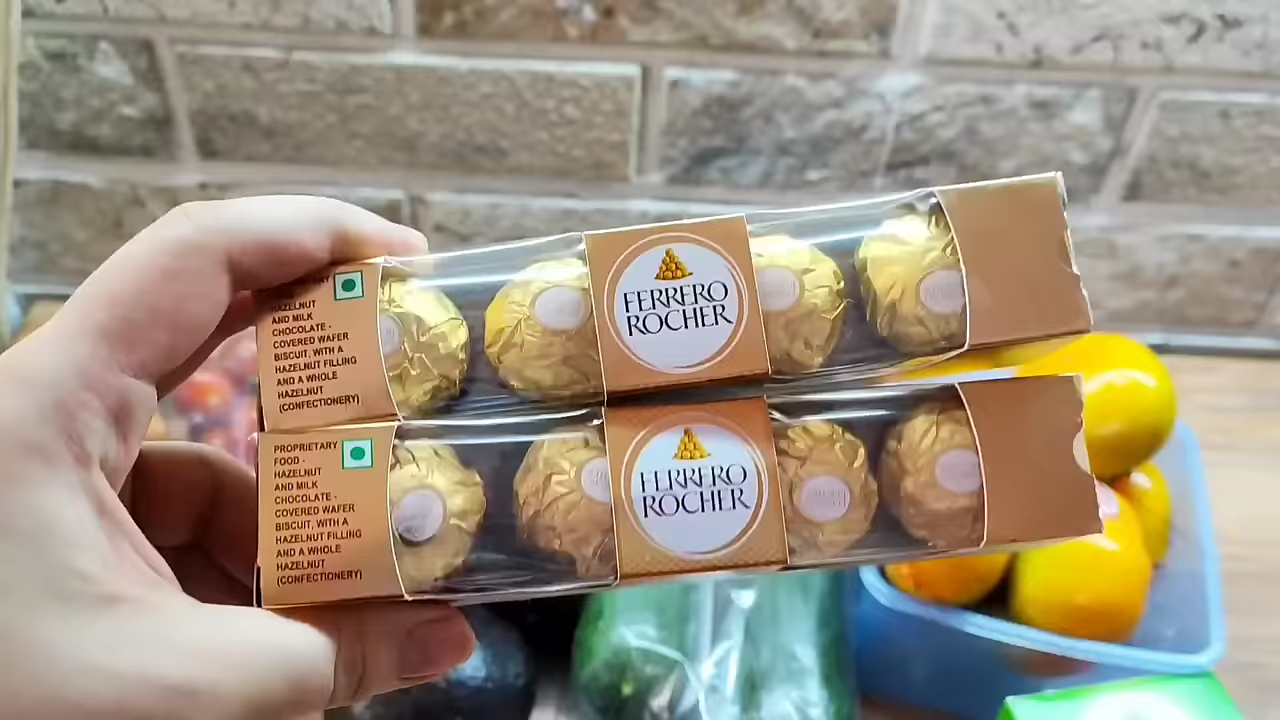 HAZELNUT
AND MILK
CHOCOLATE -
COVERED WAFER
BISCUIT, WITH A
HAZELNUT FILLING
AND A WHOLE
HAZELNUT
(CONFECTIONERY)
FERRERO
ROCHER
PROPRIETARY
FOOD -
HAZELNUT
AND MILK
CHOCOLATE -
COVERED WAFER
BISCUIT, WITH A
HAZELNUT FILLING
AND A WHOLE
HAZELNUT
(CONFECTIONERY)
FERRERO
ROCHER